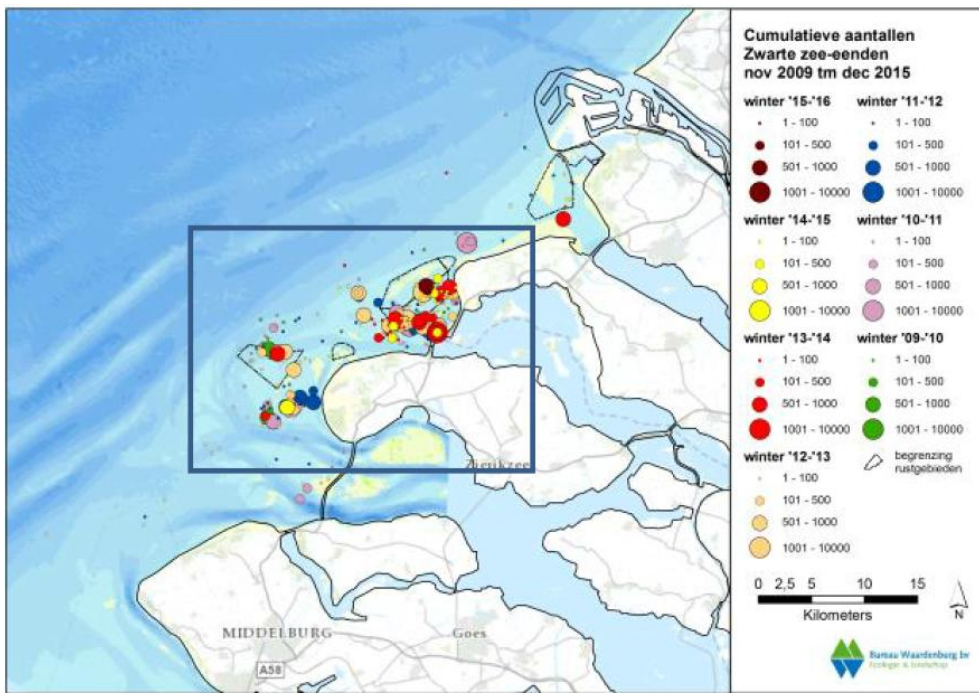 Cumulatieve aantallen
Zwarte zee-eenden
nov 2009 tm dec 2015
winter '15-'16
1 - 100
101 - 500
501 - 1000
1001 - 10000
winter '14-'15
1 - 100
101 - 500
501 - 1000
1001 - 10000
winter '13-'14
1 - 100
101 - 500
501 - 1000
1001 - 10000
winter '12-'13
1 - 100
101 - 500
501 - 1000
1001 - 10000
winter '11-'12
1 - 100
101 - 500
501 - 1000
1001 - 10000
winter '10-'11
1 - 100
101 - 500
501 - 1000
1001 - 10000
winter '09-'10
1 - 100
101 - 500
501 - 1000
1001 - 10000
begrenzing
rustgebieden
0 2,5 5 10 15
Kilometers
N
Bureau Waardenburg bv
Ecologie & landschap
Zierikzee
MIDDELBURG
Goes
A58